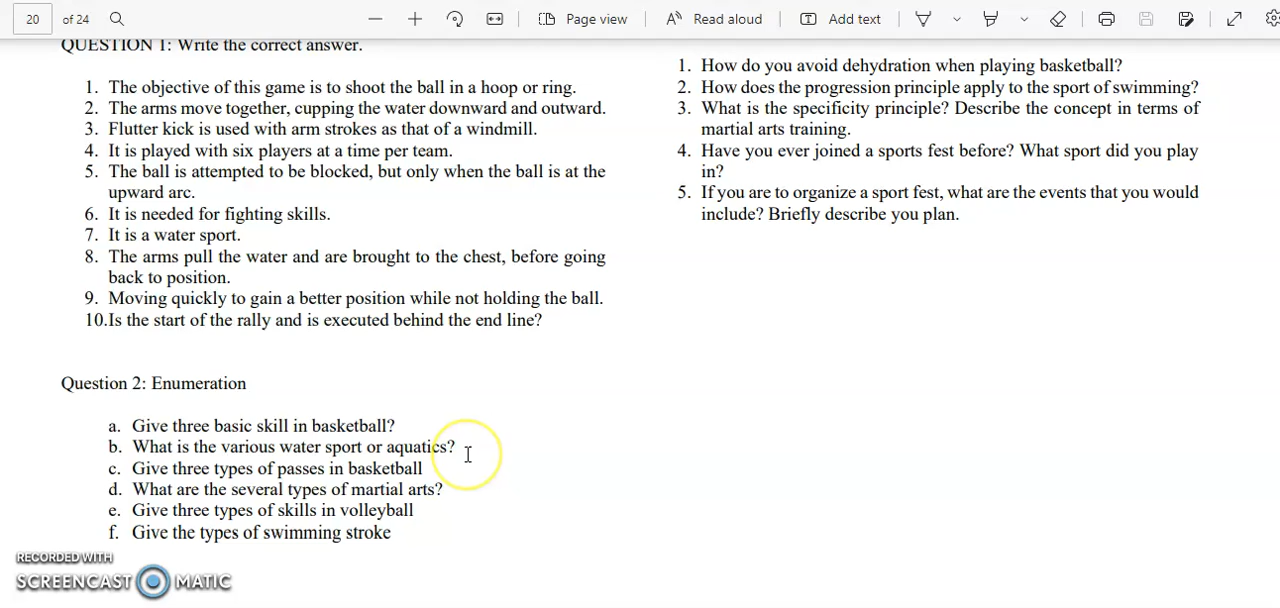 20 of 24 Page view Read aloud Add text
QUESTION 1: Write the correct answer.
1. The objective of this game is to shoot the ball in a hoop or ring.
2. The arms move together, cupping the water downward and outward.
3. Flutter kick is used with arm strokes as that of a windmill.
4. It is played with six players at a time per team.
5. The ball is attempted to be blocked, but only when the ball is at the
upward arc.
6. It is needed for fighting skills.
7. It is a water sport.
8. The arms pull the water and are brought to the chest, before going
back to position.
9. Moving quickly to gain a better position while not holding the ball.
10.Is the start of the rally and is executed behind the end line?
Question 2: Enumeration
a. Give three basic skill in basketball?
b. What is the various water sport or aquatics?
c. Give three types of passes in basketball
d. What are the several types of martial arts?
e. Give three types of skills in volleyball
f. Give the types of swimming stroke
1. How do you avoid dehydration when playing basketball?
2. How does the progression principle apply to the sport of swimming?
3. What is the specificity principle? Describe the concept in terms of
martial arts training.
4. Have you ever joined a sports fest before? What sport did you play
in?
5. If you are to organize a sport fest, what are the events that you would
include? Briefly describe you plan.
RECORDED WITH
SCREENCAST MATIC